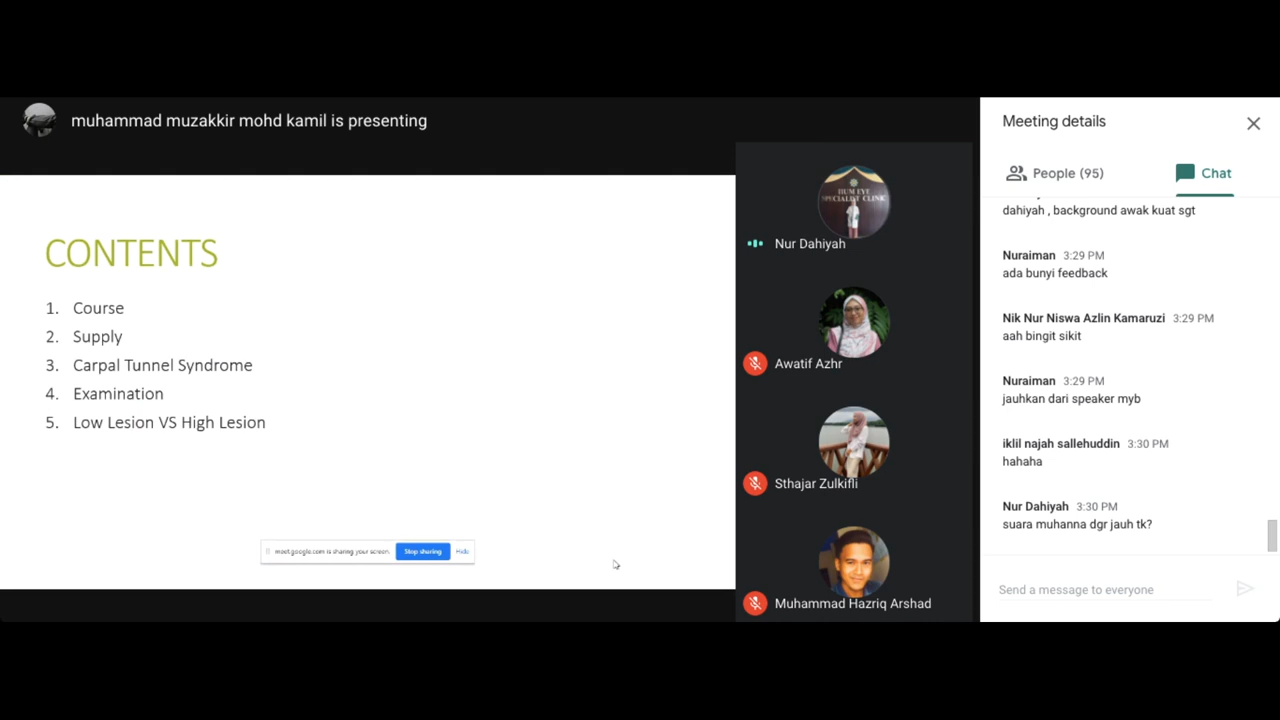 muhammad muzakkir mohd kamil is presenting
CONTENTS
1. Course
2. Supply
3. Carpal Tunnel Syndrome
4. Examination
5. Low Lesion VS High Lesion
meet.google.com is sharing your screen.
Stop sharing
Hide
IIUM EYE
SPECIALIST CLINIC
Nur Dahiyah
Awatif Azhr
Sthajar Zulkifli
Muhammad Hazriq Arshad
Meeting details
People (95)
Chat
dahiyah , background awak kuat sgt
Nuraiman 3:29 PM
ada bunyi feedback
Nik Nur Niswa Azlin Kamaruzi 3:29 PM
aah bingit sikit
Nuraiman 3:29 PM
jauhkan dari speaker myb
iklil najah sallehuddin 3:30 PM
hahaha
Nur Dahiyah 3:30 PM
suara muhanna dgr jauh tk?
Send a message to everyone